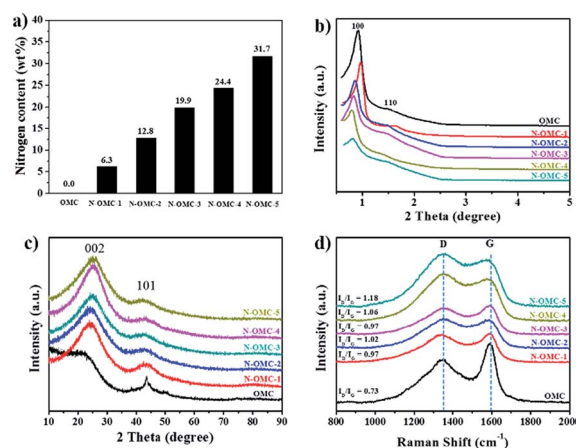 a)
Nitrogen content (wt%)
40
35
30
25
20
15
10
5
0
0.0
6.3
12.8
19.9
24.4
31.7
OMC N-OMC-1 N-OMC-2 N-OMC-3 N-OMC-4 N-OMC-5
b)
Intensity (a.u.)
100
110
OMC
N-OMC-1
N-OMC-2
N-OMC-3
N-OMC-4
N-OMC-5
1 2 3 4 5
2 Theta (degree)
c)
Intensity (a.u.)
002
101
N-OMC-5
N-OMC-4
N-OMC-3
N-OMC-2
N-OMC-1
OMC
10 20 30 40 50 60 70 80 90
2 Theta (degree)
d)
Intensity (a.u.)
D G
I_D/I_G = 1.18
I_D/I_G = 1.06
I_D/I_G = 0.97
I_D/I_G = 1.02
I_D/I_G = 0.97
I_D/I_G = 0.73
N-OMC-5
N-OMC-4
N-OMC-3
N-OMC-2
N-OMC-1
OMC
800 1200 1600 2000
Raman Shift (cm⁻¹)